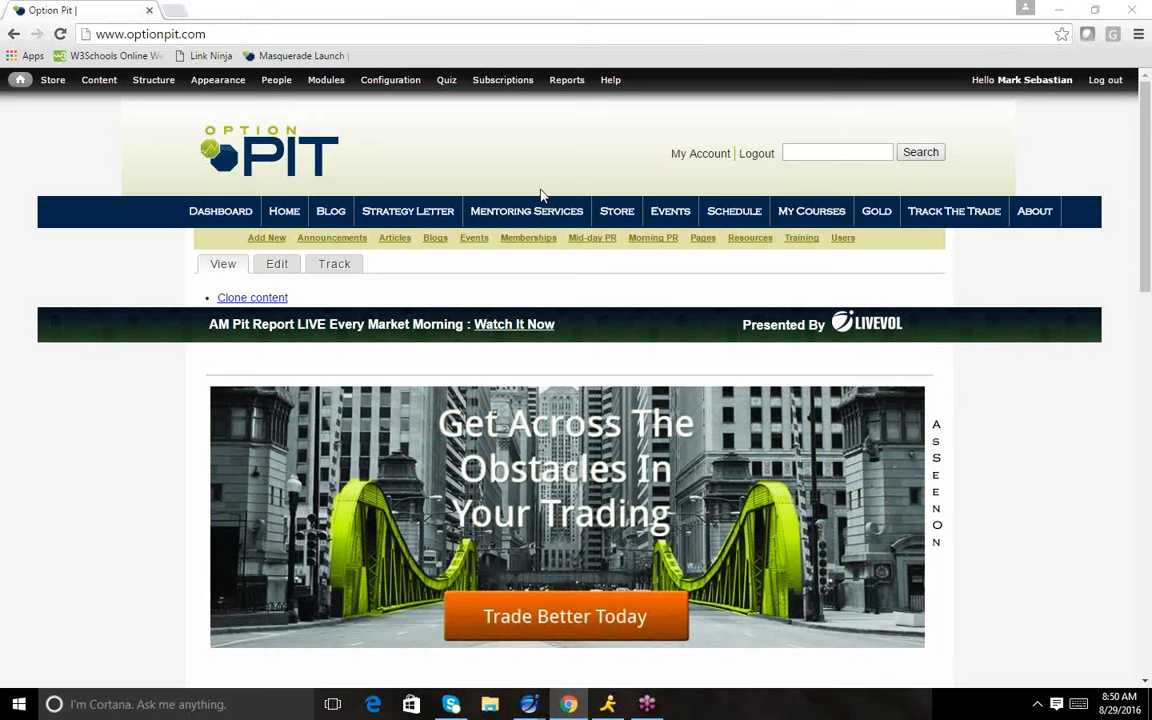 Option Pit |
www.optionpit.com
Apps W3Schools Online We Link Ninja Masquerade Launch |
Store Content Structure Appearance People Modules Configuration Quiz Subscriptions Reports Help Hello Mark Sebastian Log out
OPTION
PIT
My Account Logout Search
DASHBOARD HOME BLOG STRATEGY LETTER MENTORING SERVICES STORE EVENTS SCHEDULE MY COURSES GOLD TRACK THE TRADE ABOUT
Add New Announcements Articles Blogs Events Memberships Mid-day PR Morning PR Pages Resources Training Users
View Edit Track
Clone content
AM Pit Report LIVE Every Market Morning : Watch It Now Presented By LIVEVOL
Get Across The
Obstacles In
Your Trading
Trade Better Today
A
s
S
E
E
N
O
N
I'm Cortana. Ask me anything.
8:50 AM
8/29/2016